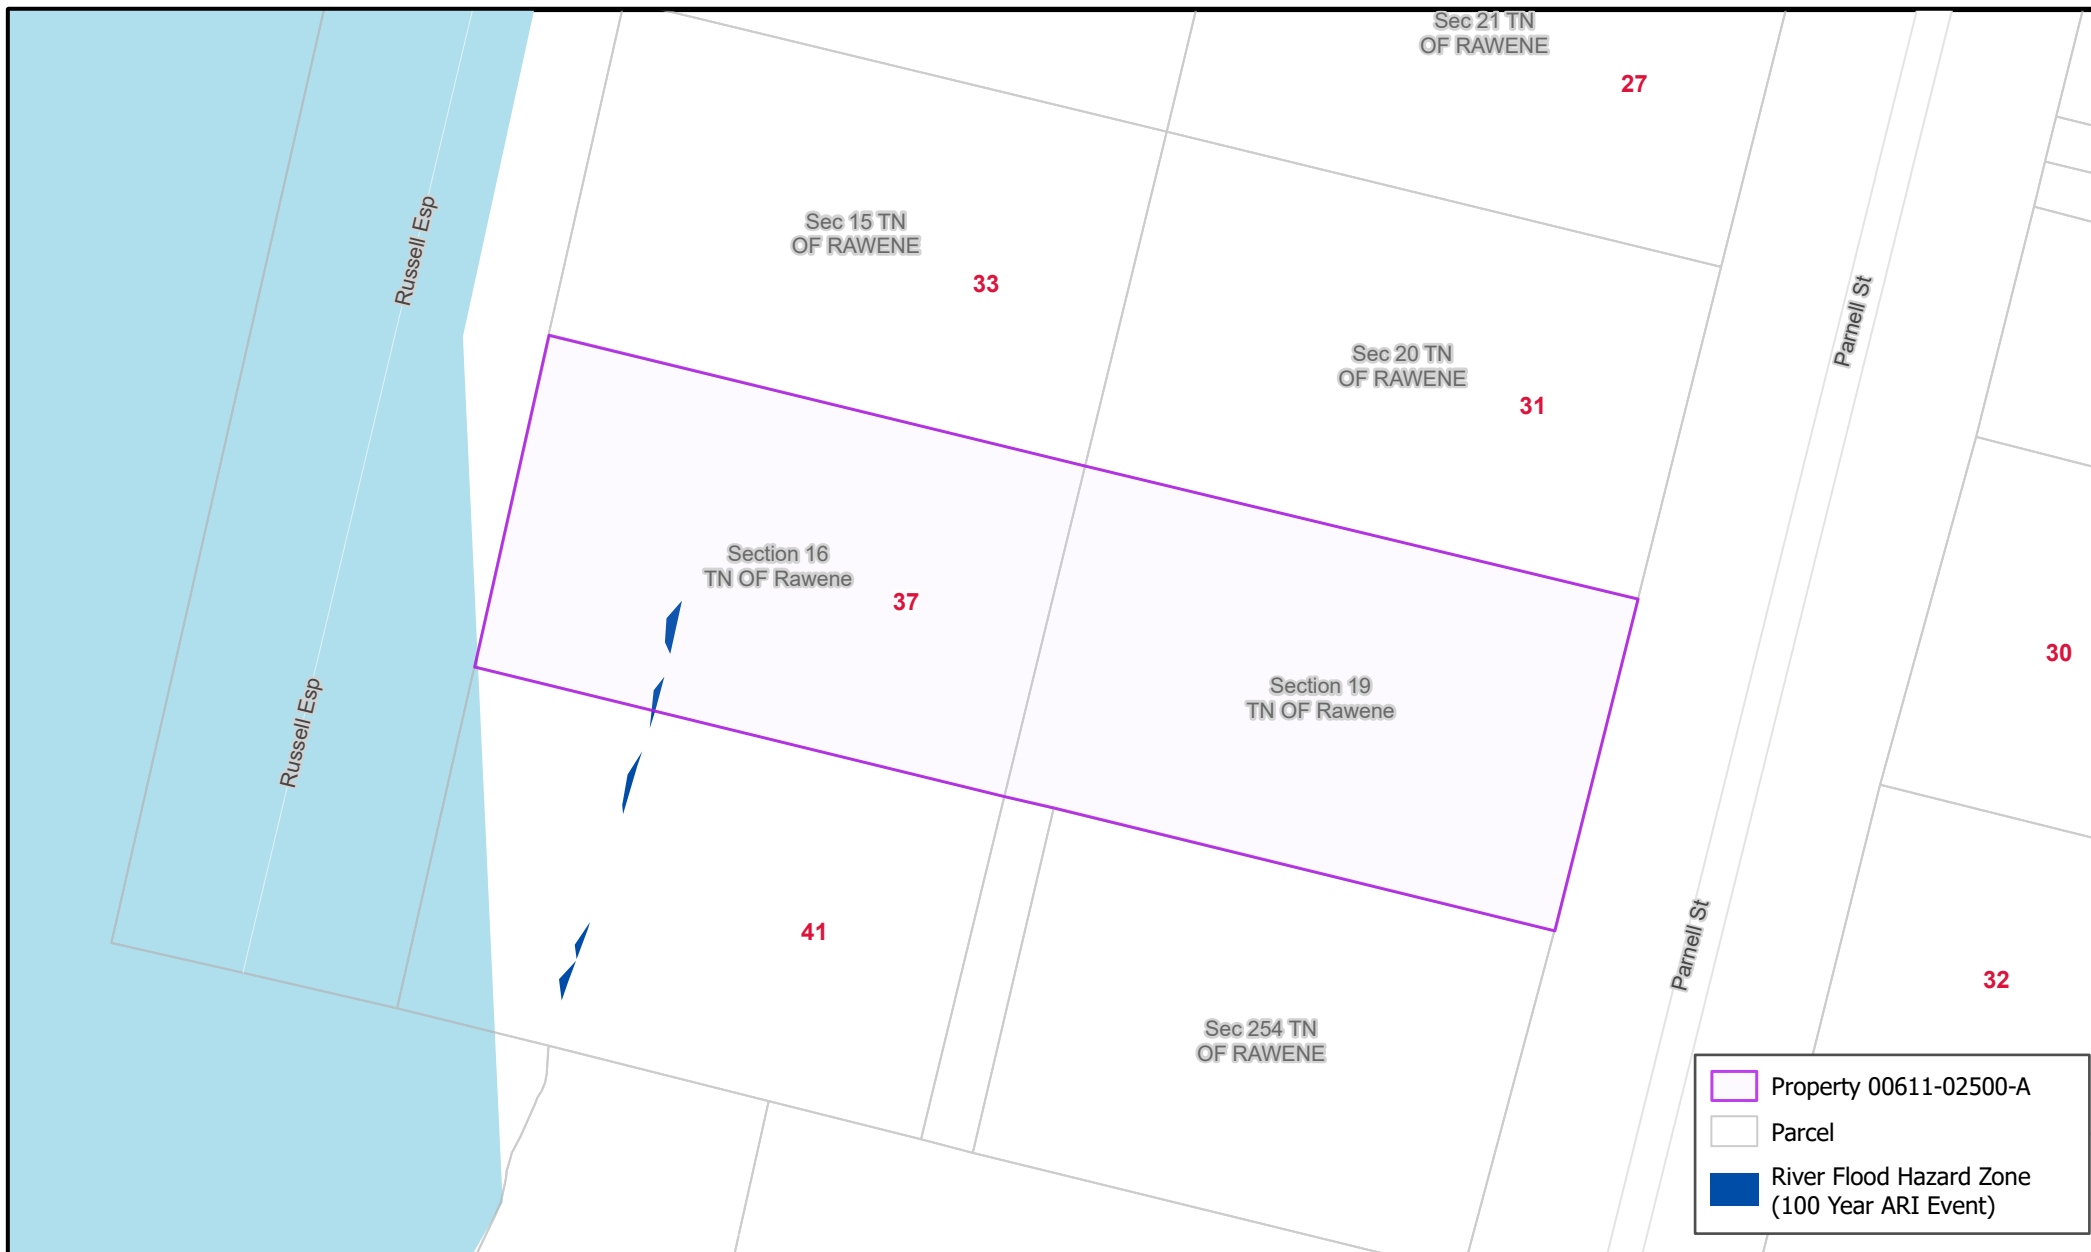 Sec 21 TN
OF RAWENE
27
Russell Esp
Sec 15 TN
OF RAWENE
33
Parnell St
Sec 20 TN
OF RAWENE
31
Section 16
TN OF Rawene
37
30
Section 19
TN OF Rawene
Russell Esp
41
Parnell St
32
Sec 254 TN
OF RAWENE
Property 00611-02500-A
Parcel
River Flood Hazard Zone
(100 Year ARI Event)